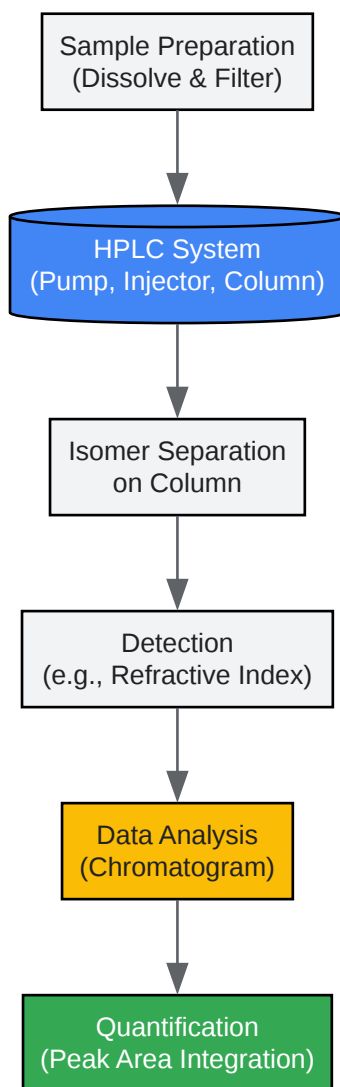 Sample Preparation
(Dissolve & Filter)
HPLC System
(Pump, Injector, Column)
Isomer Separation
on Column
Detection
(e.g., Refractive Index)
Data Analysis
(Chromatogram)
Quantification
(Peak Area Integration)